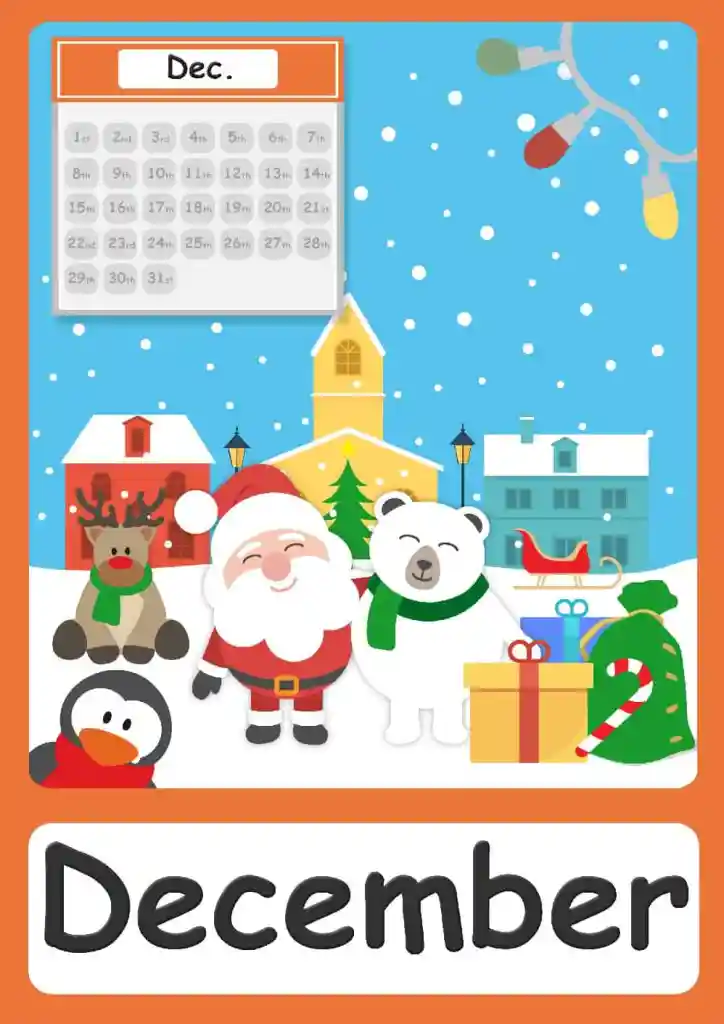 Dec.
1st 2nd 3rd 4th 5th 6th 7th
8th 9th 10th 11th 12th 13th 14th
15th 16th 17th 18th 19th 20th 21st
22nd 23rd 24th 25th 26th 27th 28th
29th 30th 31st
December